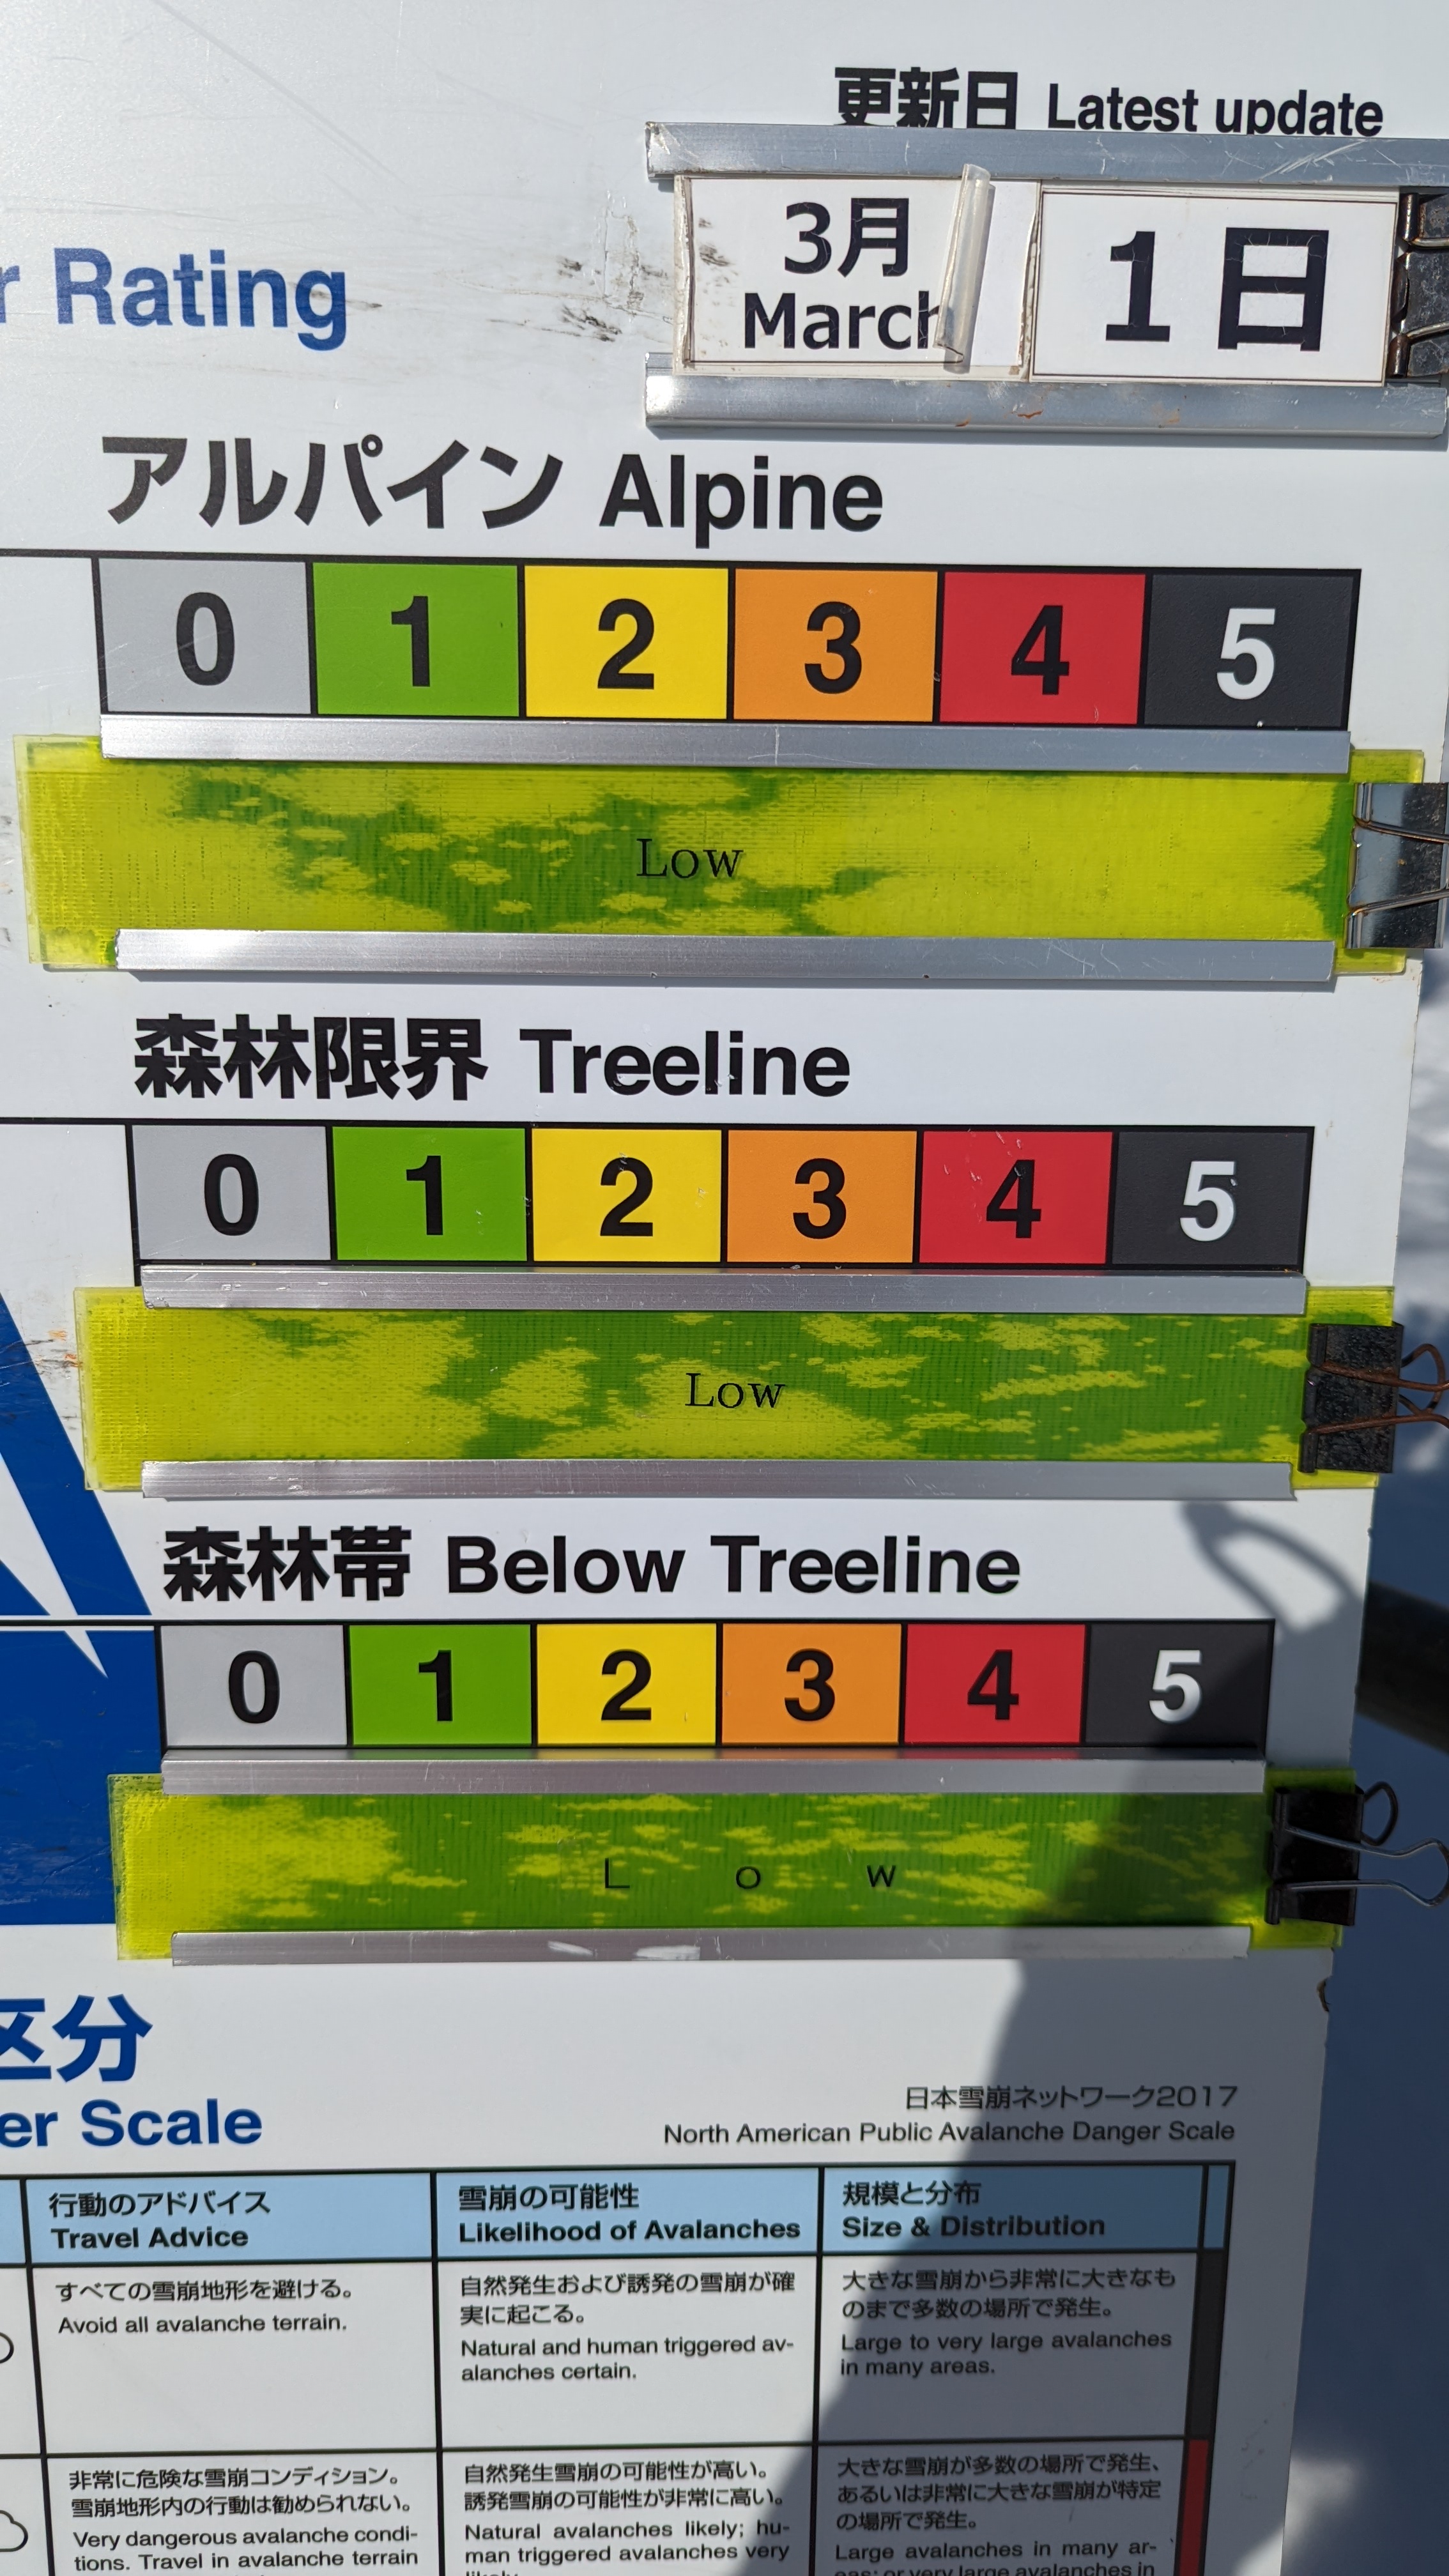 更新日 Latest update
3月
March
1日
Rating
アルパイン Alpine
0 1 2 3 4 5
Low
森林限界 Treeline
0 1 2 3 4 5
Low
森林帯 Below Treeline
0 1 2 3 4 5
L o w
区分
er Scale
日本雪崩ネットワーク2017
North American Public Avalanche Danger Scale
行動のアドバイス
Travel Advice
すべての雪崩地形を避ける。
Avoid all avalanche terrain.
非常に危険な雪崩コンディション。
雪崩地形内の行動は勧められない。
Very dangerous avalanche condi-
tions. Travel in avalanche terrain
雪崩の可能性
Likelihood of Avalanches
自然発生および誘発の雪崩が確
実に起こる。
Natural and human triggered av-
alanches certain.
自然発生雪崩の可能性が高い。
誘発雪崩の可能性が非常に高い。
Natural avalanches likely; hu-
man triggered avalanches very
規模と分布
Size & Distribution
大きな雪崩から非常に大きなも
のまで多数の場所で発生。
Large to very large avalanches
in many areas.
大きな雪崩が多数の場所で発生、
あるいは非常に大きな雪崩が特定
の場所で発生。
Large avalanches in many ar-
eas; or very large avalanches in